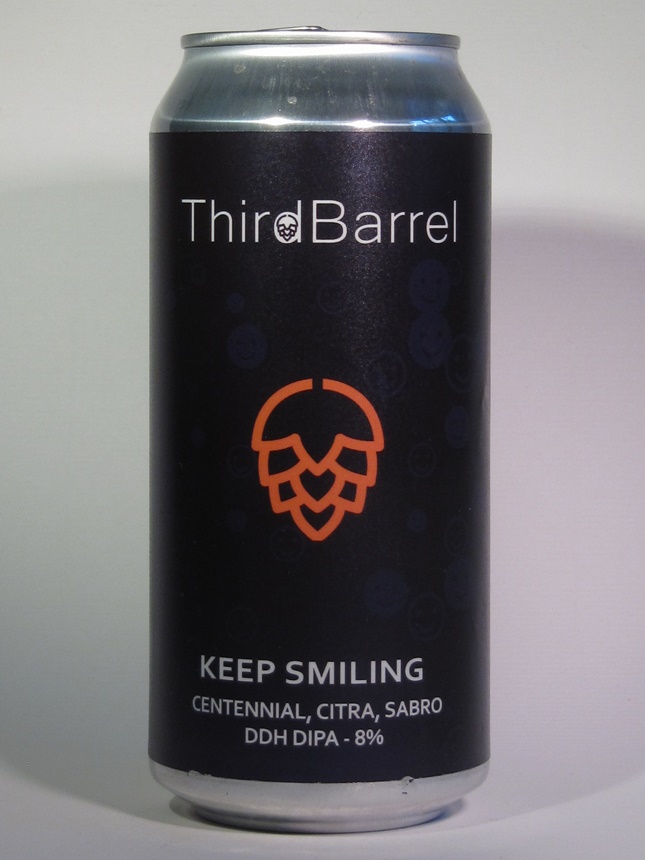 ThirdBarrel
KEEP SMILING
CENTENNIAL, CITRA, SABRO
DDH DIPA - 8%